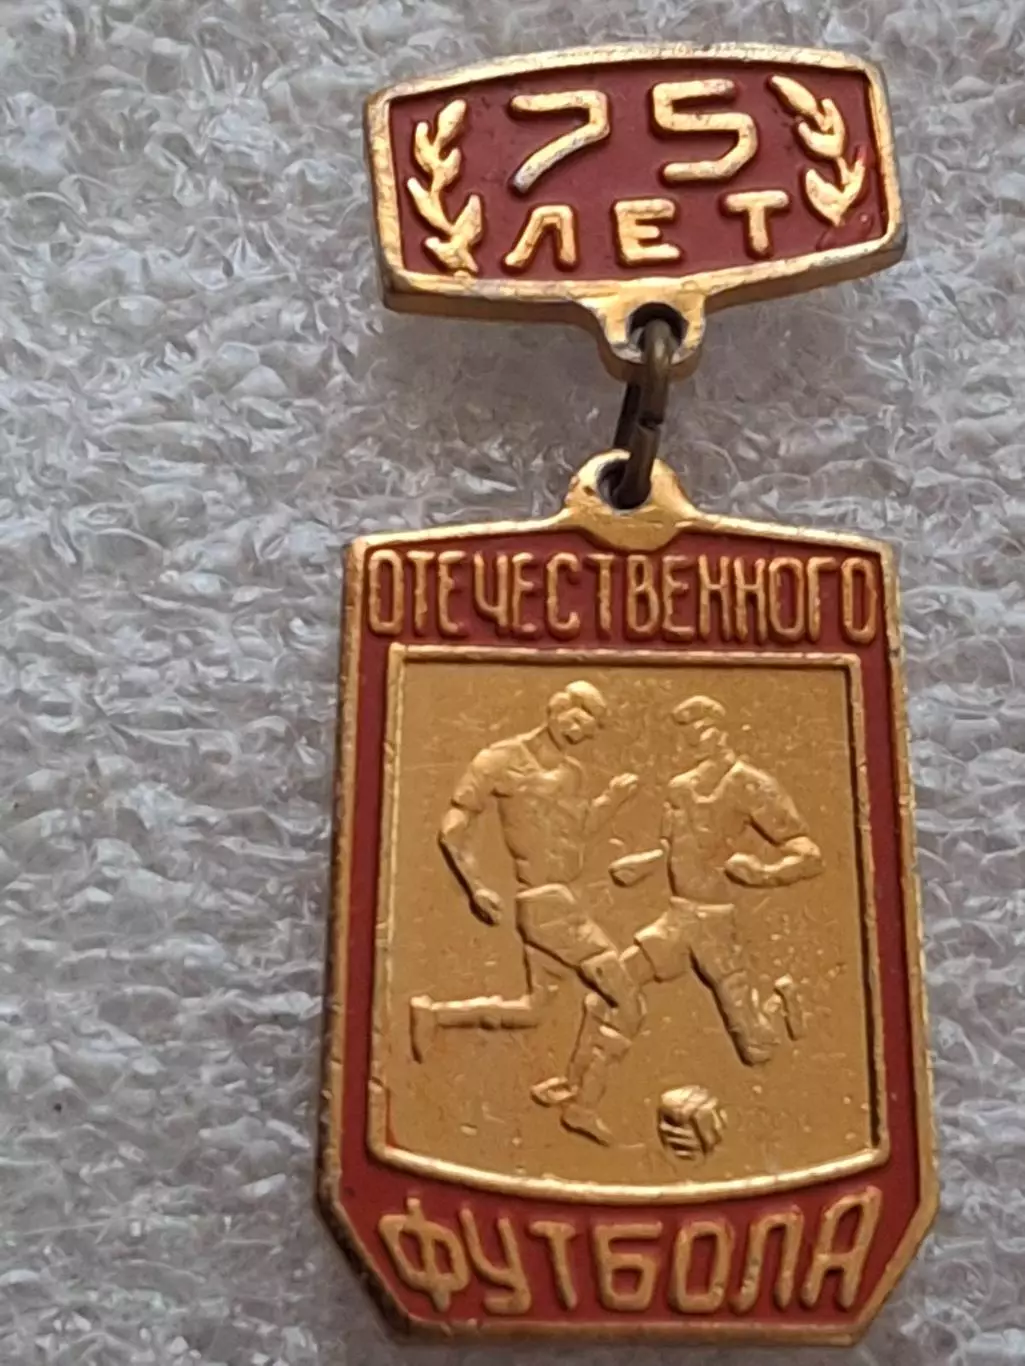 75
ЛЕТ
ОТЕЧЕСТВЕННОГО
ФУТБОЛА